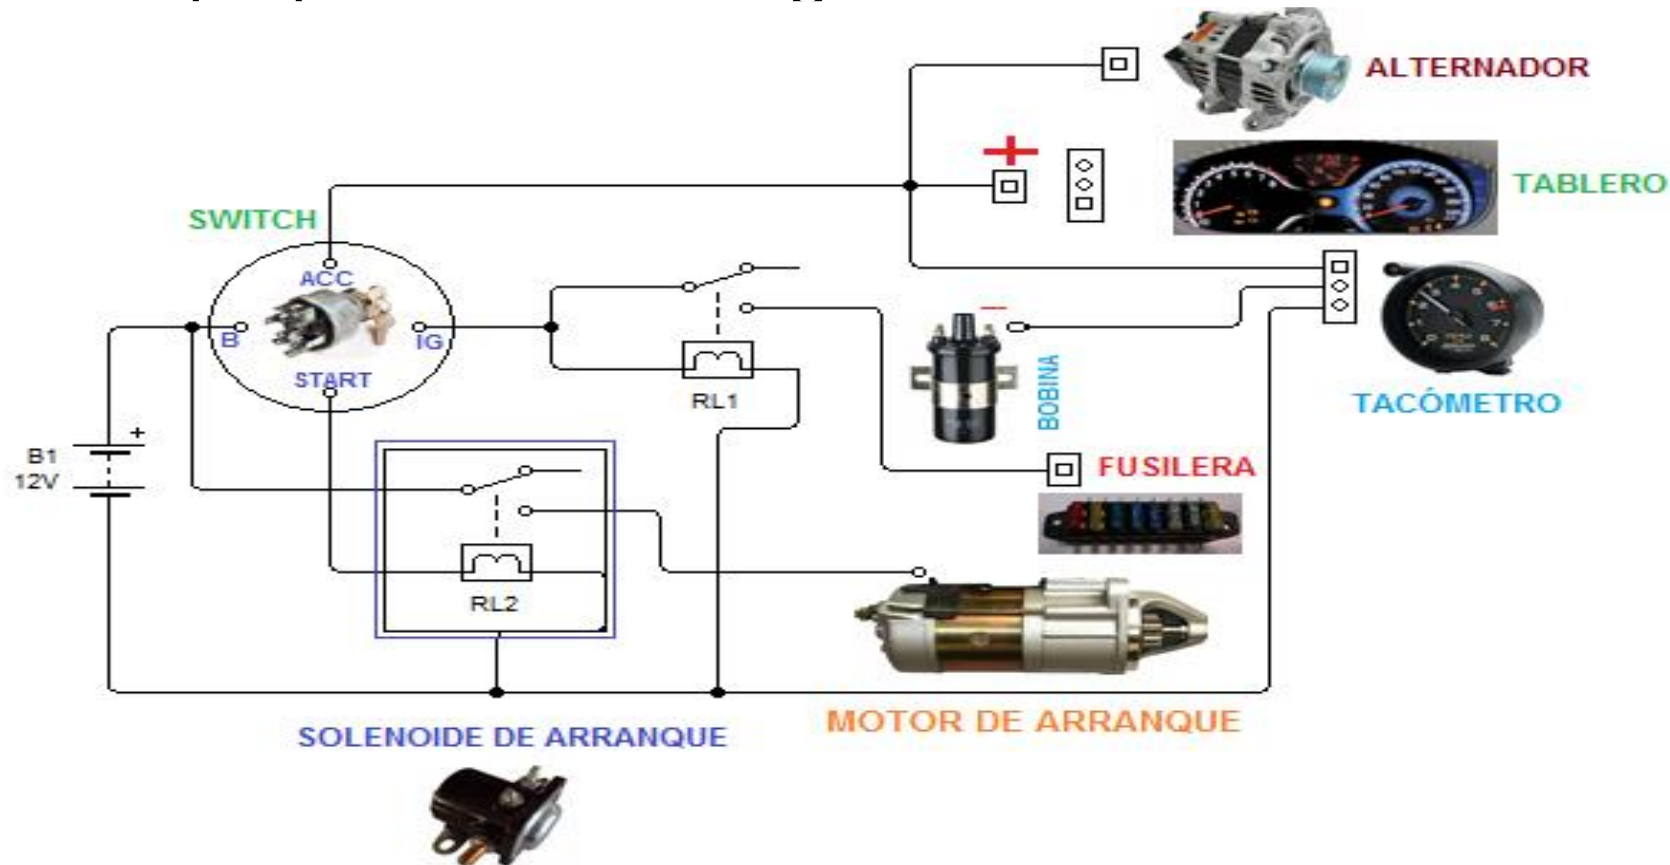 ALTERNADOR
+
TABLERO
SWITCH
ACC
B
IG
START
RL1
−
BOBINA
TACÓMETRO
FUSILERA
+
B1
12V
RL2
MOTOR DE ARRANQUE
SOLENOIDE DE ARRANQUE